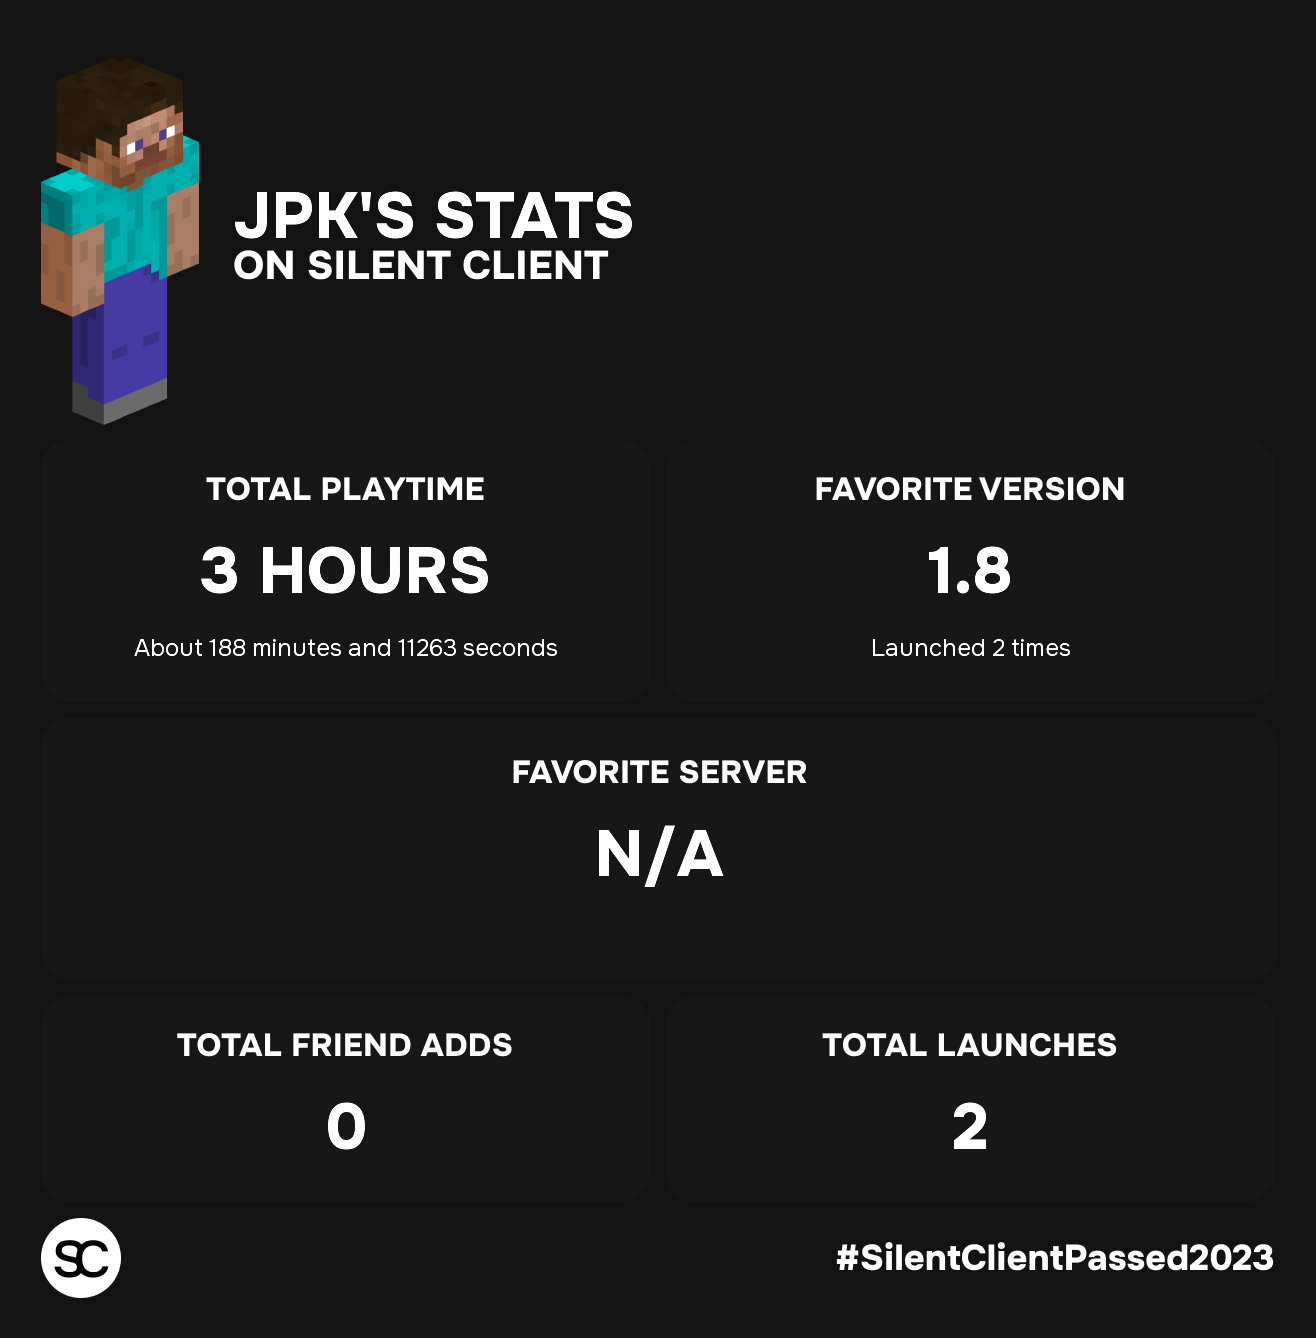 JPK'S STATS
ON SILENT CLIENT
TOTAL PLAYTIME
3 HOURS
About 188 minutes and 11263 seconds
FAVORITE VERSION
1.8
Launched 2 times
FAVORITE SERVER
N/A
TOTAL FRIEND ADDS
0
TOTAL LAUNCHES
2
SC
#SilentClientPassed2023